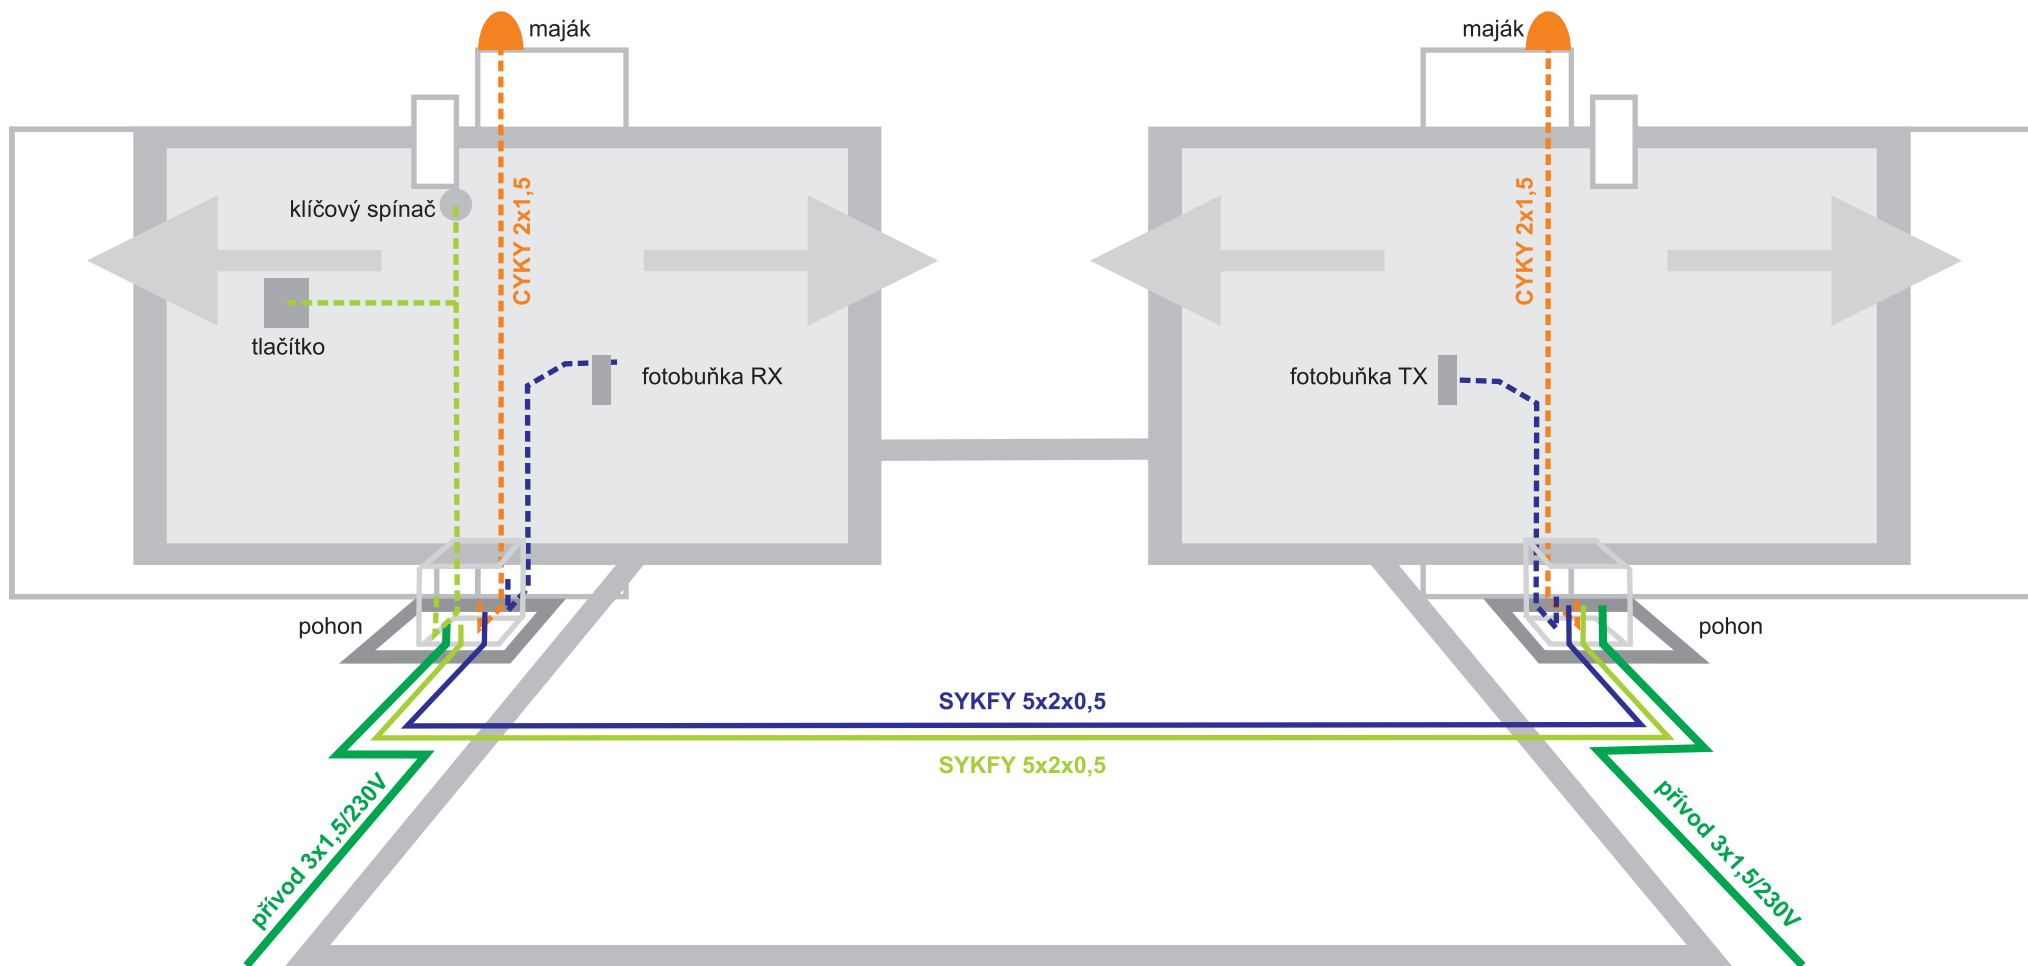 maják
maják
CYKY 2x1,5
CYKY 2x1,5
klíčový spínač
tlačítko
fotobuňka RX
fotobuňka TX
pohon
pohon
SYKFY 5x2x0,5
SYKFY 5x2x0,5
přívod 3x1,5/230V
přívod 3x1,5/230V